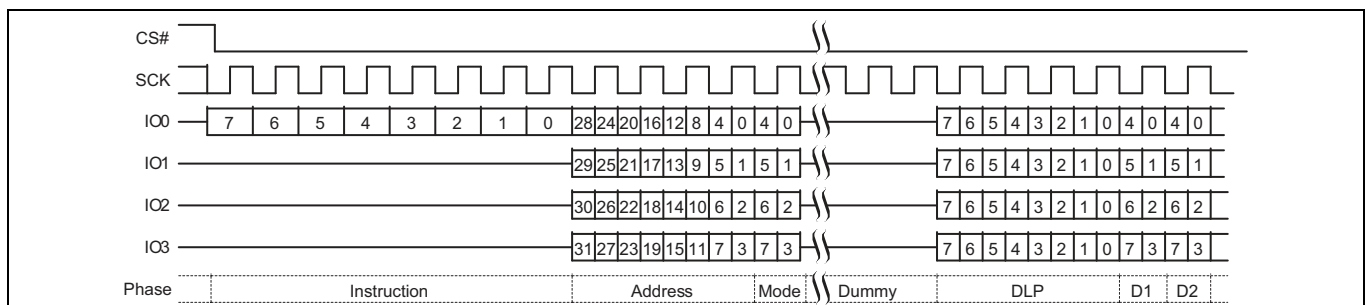 CS#
SCK
IO0 7 6 5 4 3 2 1 0 28 24 20 16 12 8 4 0 4 0 7 6 5 4 3 2 1 0 4 0 4 0
IO1 29 25 21 17 13 9 5 1 5 1 7 6 5 4 3 2 1 0 5 1 5 1
IO2 30 26 22 18 14 10 6 2 6 2 7 6 5 4 3 2 1 0 6 2 6 2
IO3 31 27 23 19 15 11 7 3 7 3 7 6 5 4 3 2 1 0 7 3 7 3
Phase Instruction Address Mode Dummy DLP D1 D2